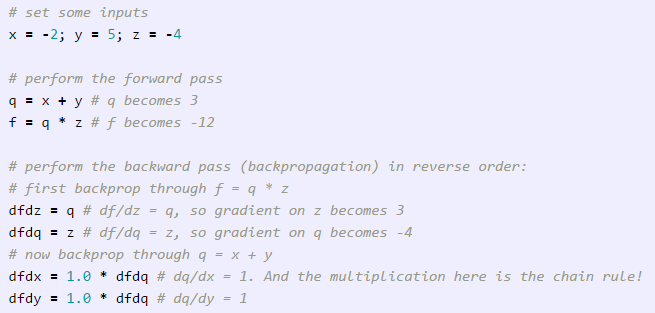 # set some inputs
x = -2; y = 5; z = -4
# perform the forward pass
q = x + y # q becomes 3
f = q * z # f becomes -12
# perform the backward pass (backpropagation) in reverse order:
# first backprop through f = q * z
dfdz = q # df/dz = q, so gradient on z becomes 3
dfdq = z # df/dq = z, so gradient on q becomes -4
# now backprop through q = x + y
dfdx = 1.0 * dfdq # dq/dx = 1. And the multiplication here is the chain rule!
dfdy = 1.0 * dfdq # dq/dy = 1